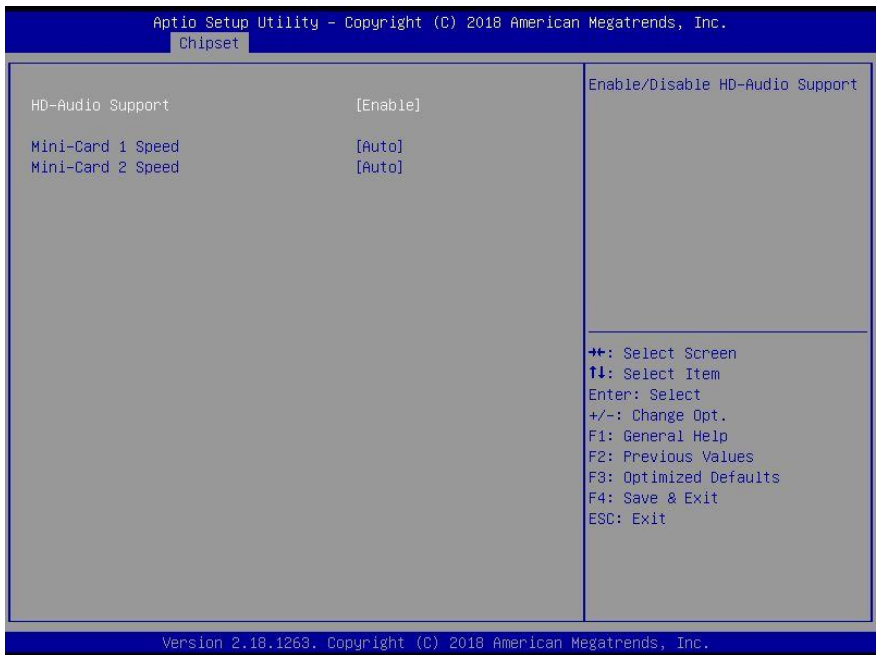 Aptio Setup Utility – Copyright (C) 2018 American Megatrends, Inc.
Chipset
HD-Audio Support [Enable]
Mini-Card 1 Speed [Auto]
Mini-Card 2 Speed [Auto]
Enable/Disable HD-Audio Support
→←: Select Screen
↑↓: Select Item
Enter: Select
+/-: Change Opt.
F1: General Help
F2: Previous Values
F3: Optimized Defaults
F4: Save & Exit
ESC: Exit
Version 2.18.1263. Copyright (C) 2018 American Megatrends, Inc.